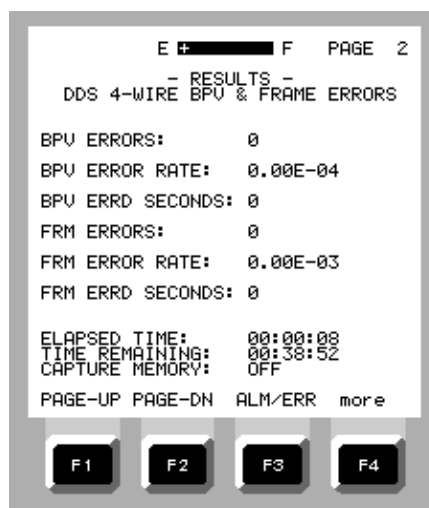 E + F PAGE 2
- RESULTS -
DDS 4-WIRE BPV & FRAME ERRORS
BPV ERRORS: 0
BPV ERROR RATE: 0.00E-04
BPV ERRD SECONDS: 0
FRM ERRORS: 0
FRM ERROR RATE: 0.00E-03
FRM ERRD SECONDS: 0
ELAPSED TIME: 00:00:08
TIME REMAINING: 00:38:52
CAPTURE MEMORY: OFF
PAGE-UP PAGE-DN ALM/ERR more
F1 F2 F3 F4